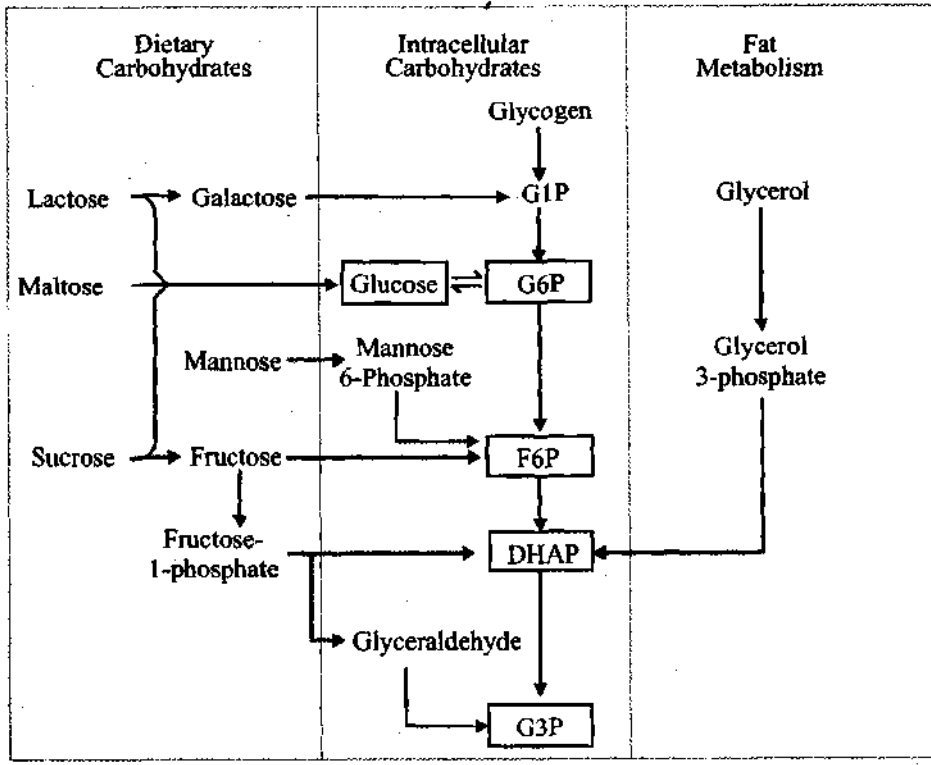 Dietary
Carbohydrates
Intracellular
Carbohydrates
Fat
Metabolism
Glycogen
Lactose
Galactose
G1P
Glycerol
Maltose
Glucose
G6P
Mannose
Mannose
6-Phosphate
Glycerol
3-phosphate
Sucrose
Fructose
F6P
Fructose-
1-phosphate
DHAP
Glyceraldehyde
G3P